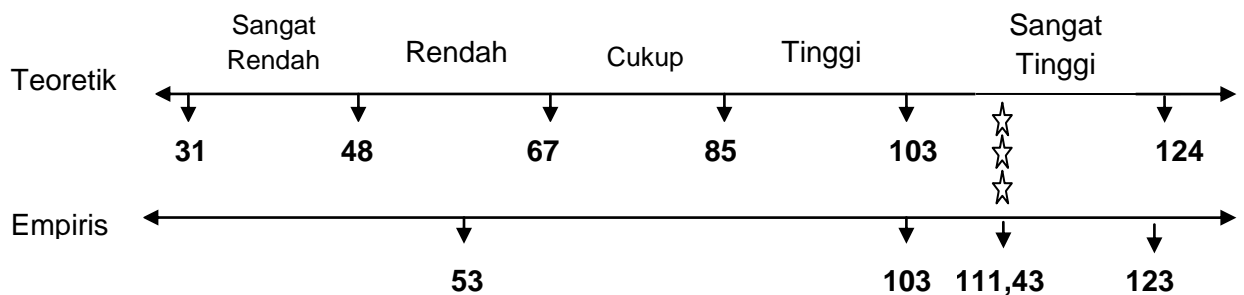 Sangat Rendah
Rendah
Cukup
Tinggi
Sangat Tinggi
Teoretik
31 48 67 85 103 124
Empiris
53 103 111,43 123